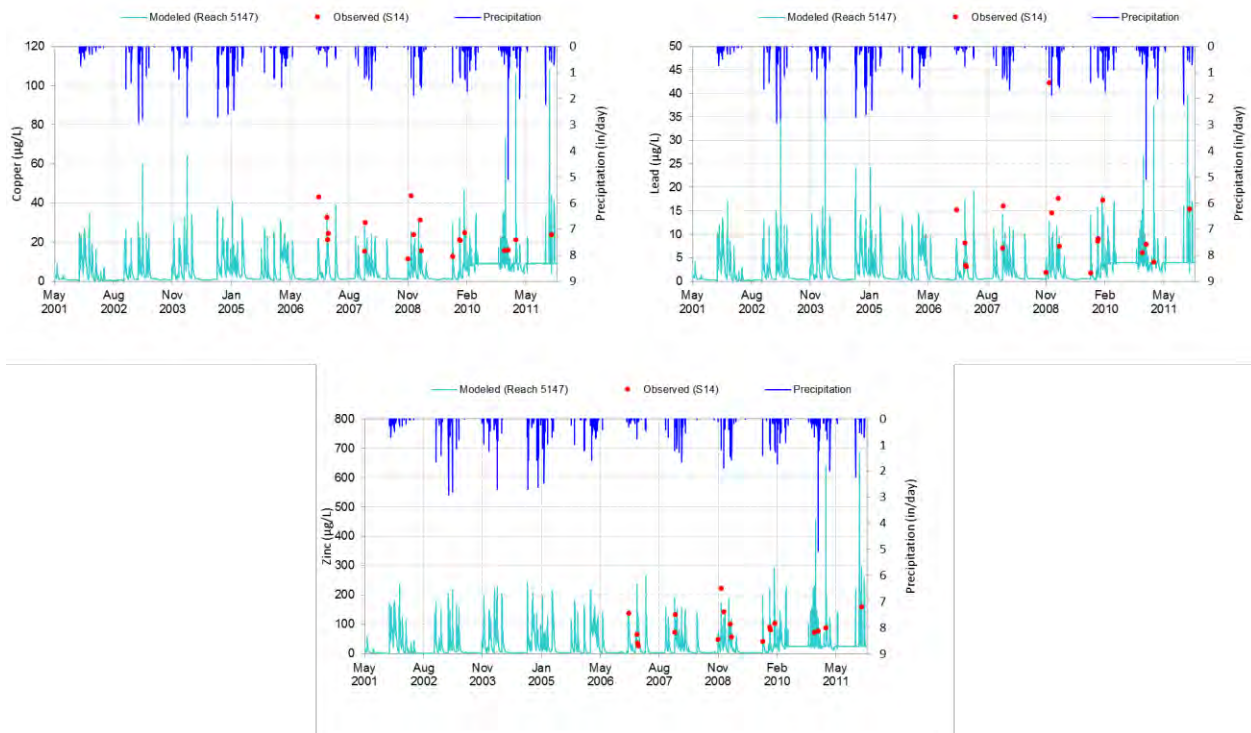 Modeled (Reach 5147) Observed (S14) Precipitation
120 100 80 60 40 20 0
Copper (µg/L)
0 1 2 3 4 5 6 7 8 9
Precipitation (in/day)
May 2001 Aug 2002 Nov 2003 Jan 2005 May 2006 Aug 2007 Nov 2008 Feb 2010 May 2011
Modeled (Reach 5147) Observed (S14) Precipitation
50 45 40 35 30 25 20 15 10 5 0
Lead (µg/L)
0 1 2 3 4 5 6 7 8 9
Precipitation (in/day)
May 2001 Aug 2002 Nov 2003 Jan 2005 May 2006 Aug 2007 Nov 2008 Feb 2010 May 2011
Modeled (Reach 5147) Observed (S14) Precipitation
800 700 600 500 400 300 200 100 0
Zinc (µg/L)
0 1 2 3 4 5 6 7 8 9
Precipitation (in/day)
May 2001 Aug 2002 Nov 2003 Jan 2005 May 2006 Aug 2007 Nov 2008 Feb 2010 May 2011